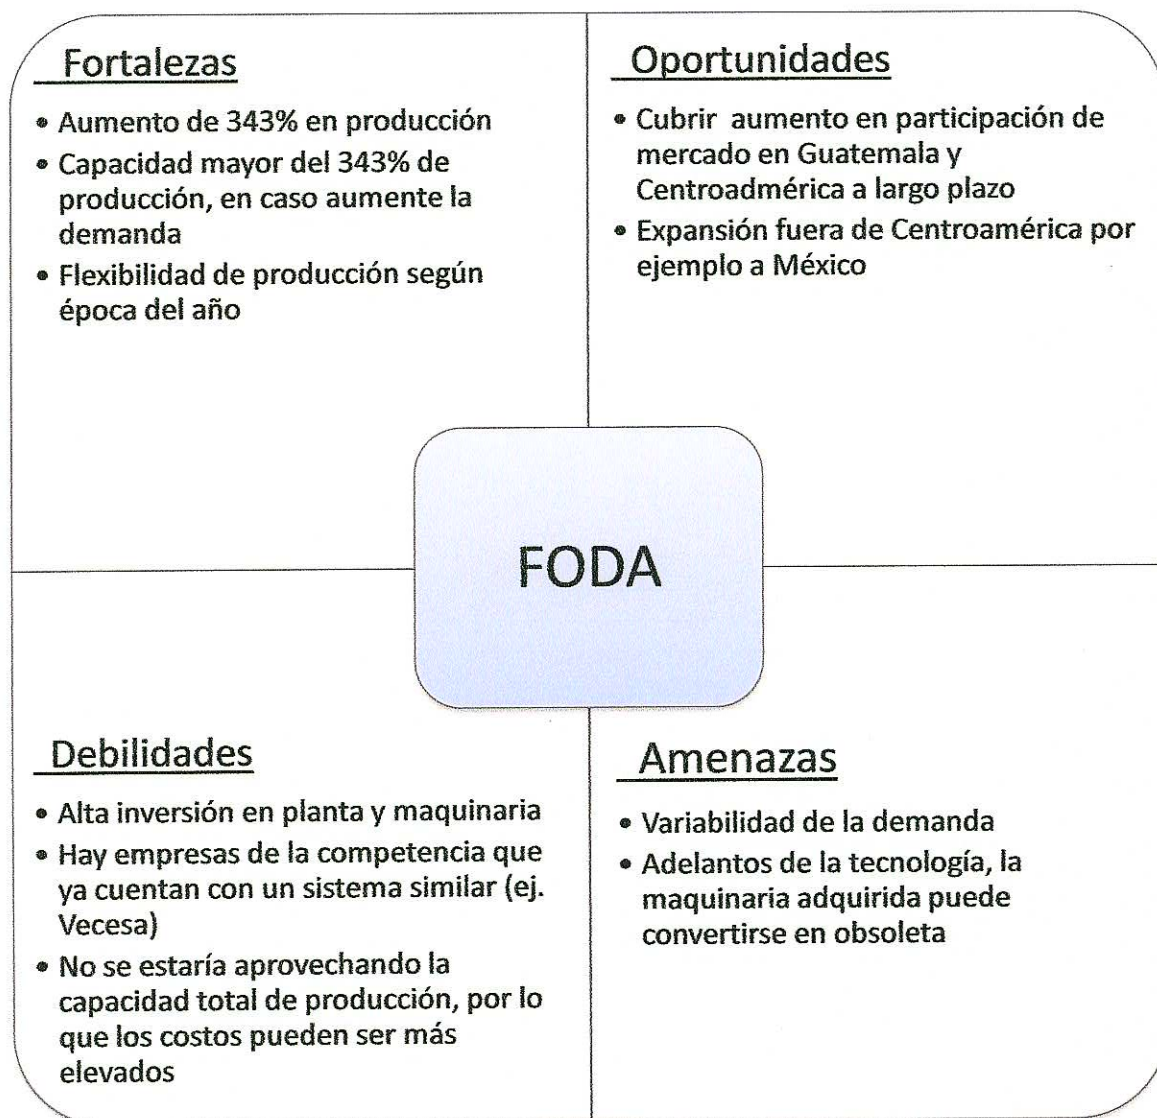 Fortalezas
• Aumento de 343% en producción
• Capacidad mayor del 343% de
producción, en caso aumente la
demanda
• Flexibilidad de producción según
época del año
Oportunidades
• Cubrir aumento en participación de
mercado en Guatemala y
Centroadmérica a largo plazo
• Expansión fuera de Centroamérica por
ejemplo a México
FODA
Debilidades
• Alta inversión en planta y maquinaria
• Hay empresas de la competencia que
ya cuentan con un sistema similar (ej.
Vecesa)
• No se estaría aprovechando la
capacidad total de producción, por lo
que los costos pueden ser más
elevados
Amenazas
• Variabilidad de la demanda
• Adelantos de la tecnología, la
maquinaria adquirida puede
convertirse en obsoleta